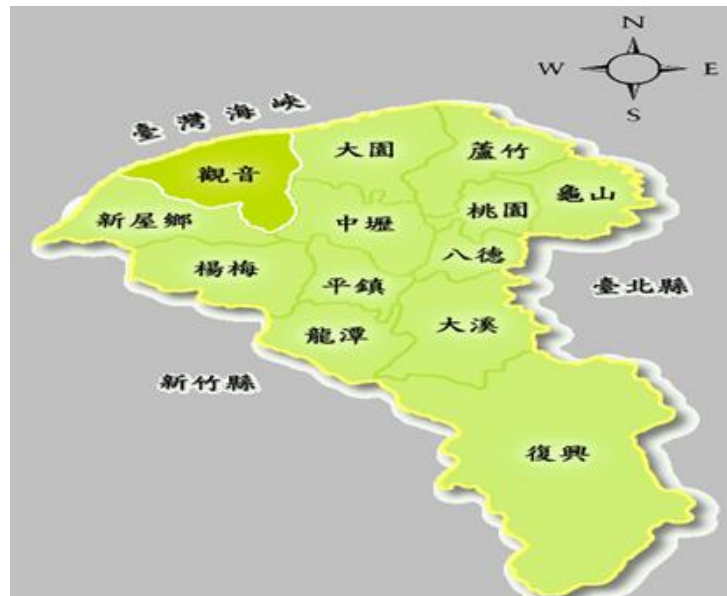 N
W E
S
臺灣海峽
大園
蘆竹
觀音
龜山
桃園
新屋鄉
中壢
八德
楊梅
平鎮
臺北縣
大溪
龍潭
新竹縣
復興